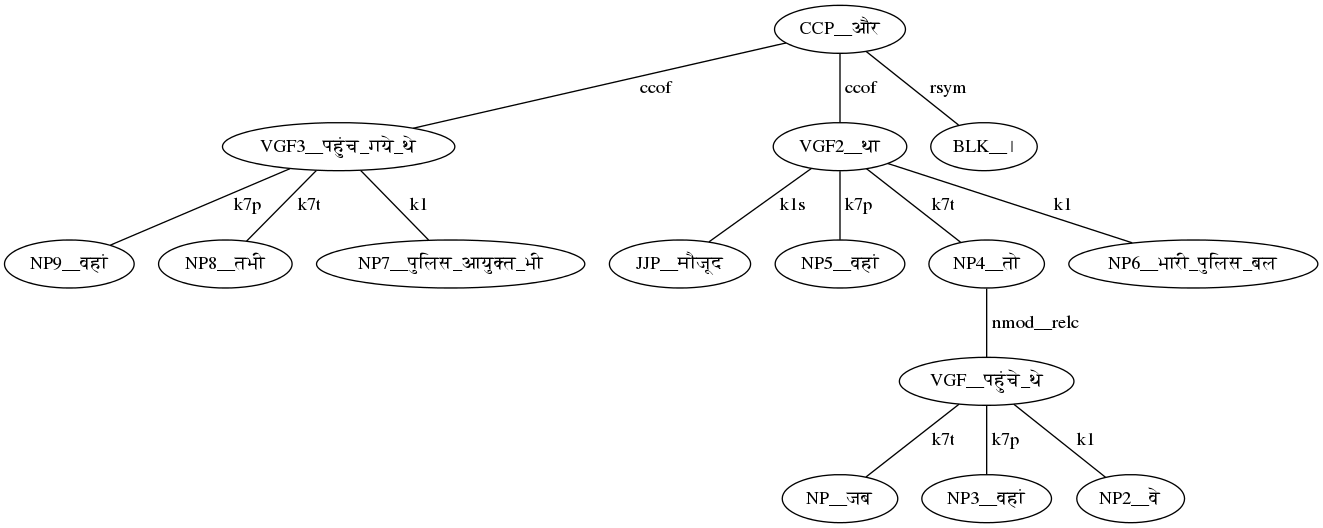 CCP__और
ccof ccof rsym
VGF3__पहुंच_गये_थे VGF2__था BLK__।
k7p k7t k1 k1s k7p k7t k1
NP9__वहां NP8__तभी NP7__पुलिस_आयुक्त_भी JJP__मौजूद NP5__वहां NP4__तो NP6__भारी_पुलिस_बल
nmod__relc
VGF__पहुंचे_थे
k7t k7p k1
NP__जब NP3__वहां NP2__वे